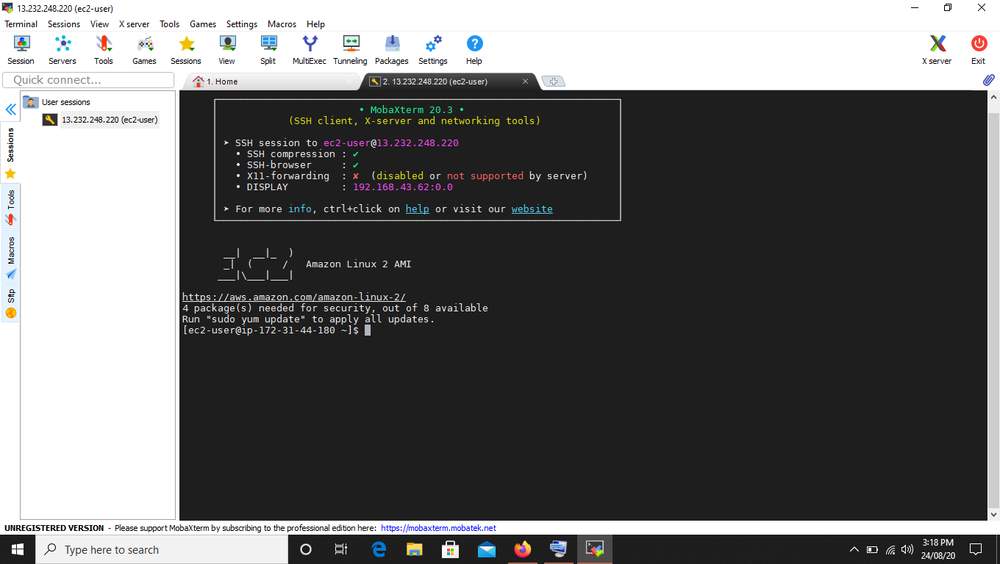 13.232.248.220 (ec2-user)
Terminal Sessions View X server Tools Games Settings Macros Help
Session Servers Tools Games Sessions View Split MultiExec Tunneling Packages Settings Help X server Exit
Quick connect...
1. Home
2. 13.232.248.220 (ec2-user)
User sessions
13.232.248.220 (ec2-user)
Sessions
Tools
Macros
Sftp
• MobaXterm 20.3 •
(SSH client, X-server and networking tools)
➤ SSH session to ec2-user@13.232.248.220
• SSH compression : ✔
• SSH-browser : ✔
• X11-forwarding : ✘ (disabled or not supported by server)
• DISPLAY : 192.168.43.62:0.0
➤ For more info, ctrl+click on help or visit our website
__| __|_ )
_| ( / Amazon Linux 2 AMI
___|\___|___|
https://aws.amazon.com/amazon-linux-2/
4 package(s) needed for security, out of 8 available
Run "sudo yum update" to apply all updates.
[ec2-user@ip-172-31-44-180 ~]$
UNREGISTERED VERSION - Please support MobaXterm by subscribing to the professional edition here: https://mobaxterm.mobatek.net
Type here to search
3:18 PM
24/08/20